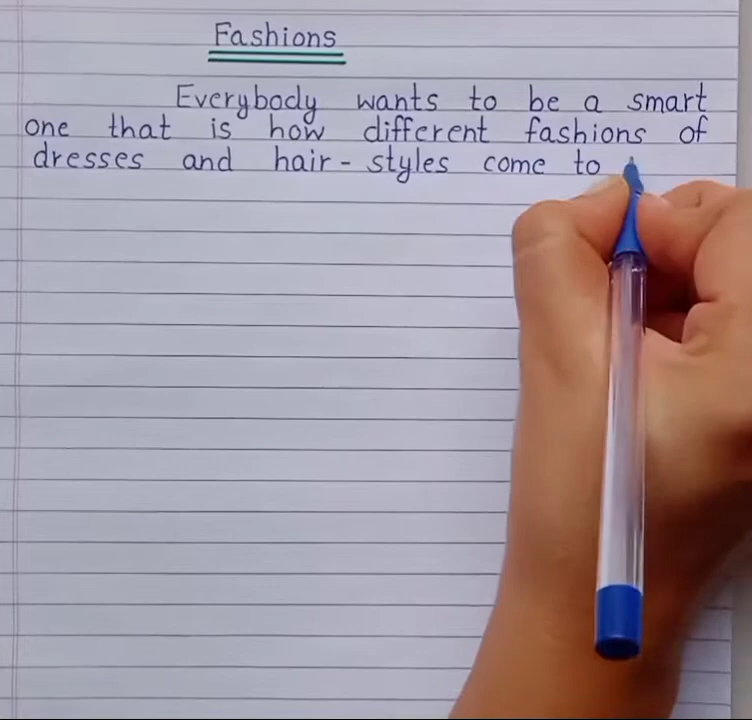 Fashions
Everybody wants to be a smart
one that is how different fashions of
dresses and hair-styles come to